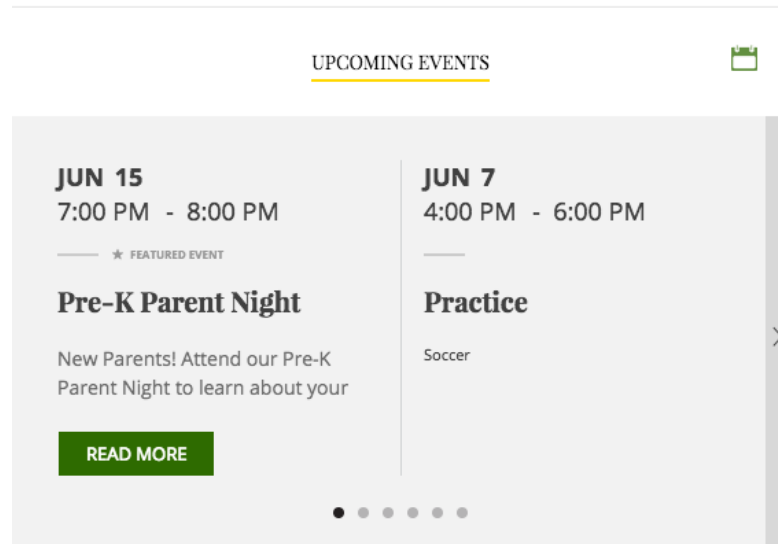 UPCOMING EVENTS
JUN 15
7:00 PM - 8:00 PM
★ FEATURED EVENT
Pre-K Parent Night
New Parents! Attend our Pre-K
Parent Night to learn about your
READ MORE
JUN 7
4:00 PM - 6:00 PM
Practice
Soccer